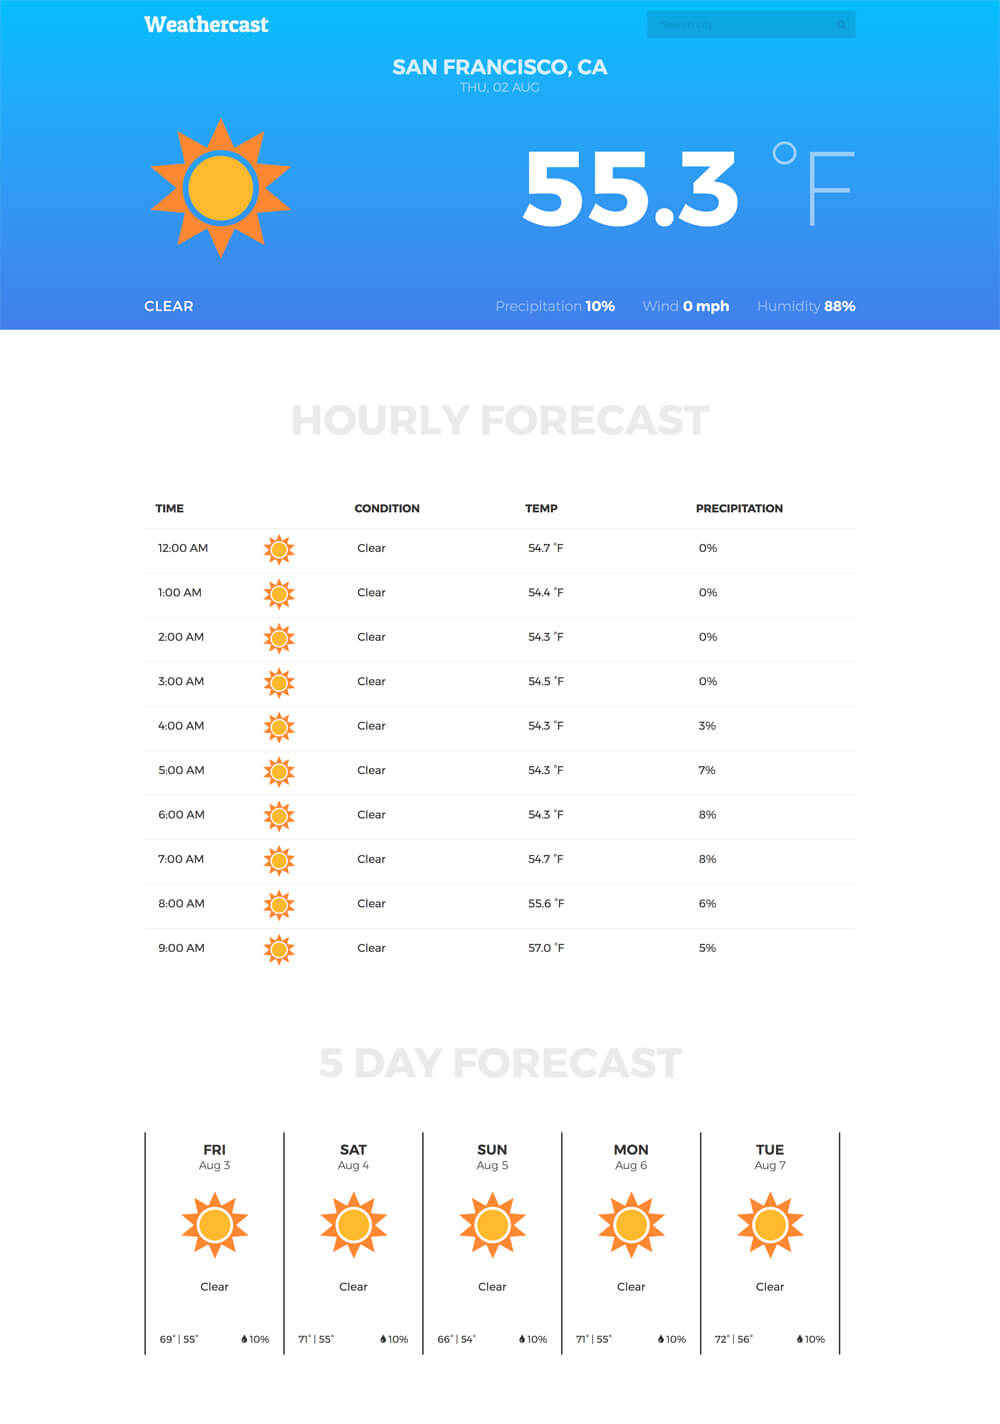 Weathercast
SAN FRANCISCO, CA
THU, 02 AUG
55.3 °F
CLEAR
Precipitation 10% Wind 0 mph Humidity 88%
HOURLY FORECAST
TIME CONDITION TEMP PRECIPITATION
12:00 AM Clear 54.7 °F 0%
1:00 AM Clear 54.4 °F 0%
2:00 AM Clear 54.3 °F 0%
3:00 AM Clear 54.5 °F 0%
4:00 AM Clear 54.3 °F 3%
5:00 AM Clear 54.3 °F 7%
6:00 AM Clear 54.3 °F 8%
7:00 AM Clear 54.7 °F 8%
8:00 AM Clear 55.6 °F 6%
9:00 AM Clear 57.0 °F 5%
5 DAY FORECAST
FRI SAT SUN MON TUE
Aug 3 Aug 4 Aug 5 Aug 6 Aug 7
Clear Clear Clear Clear Clear
69° | 55° 10% 71° | 55° 10% 66° | 54° 10% 71° | 55° 10% 72° | 56° 10%